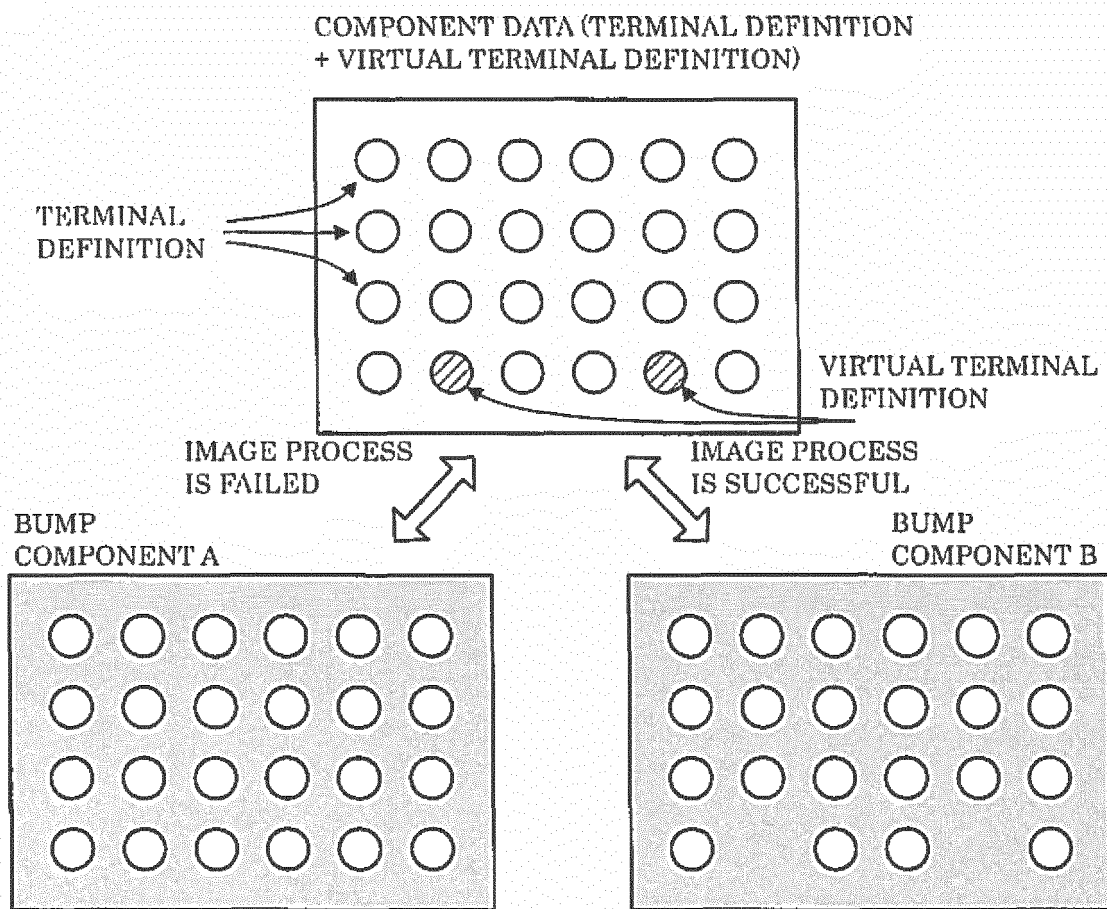 COMPONENT DATA (TERMINAL DEFINITION
+ VIRTUAL TERMINAL DEFINITION)
TERMINAL
DEFINITION
VIRTUAL TERMINAL
DEFINITION
IMAGE PROCESS
IS FAILED
IMAGE PROCESS
IS SUCCESSFUL
BUMP
COMPONENT A
BUMP
COMPONENT B